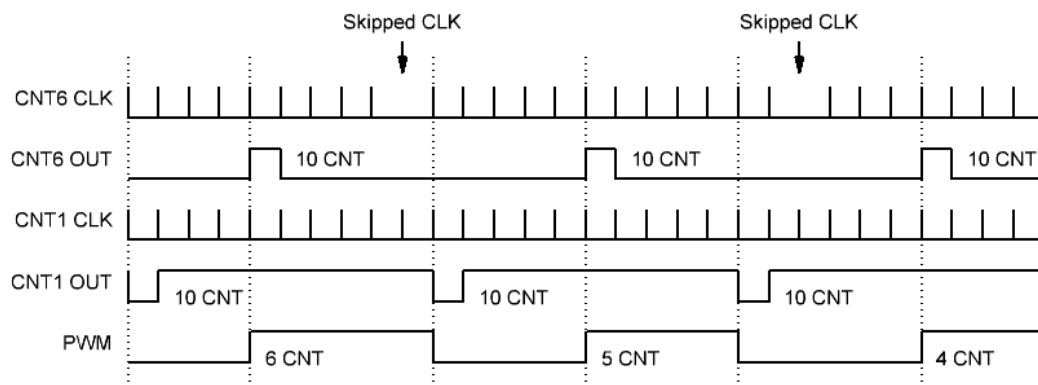 Skipped CLK Skipped CLK
CNT6 CLK
CNT6 OUT 10 CNT 10 CNT 10 CNT
CNT1 CLK
CNT1 OUT 10 CNT 10 CNT 10 CNT
PWM 6 CNT 5 CNT 4 CNT